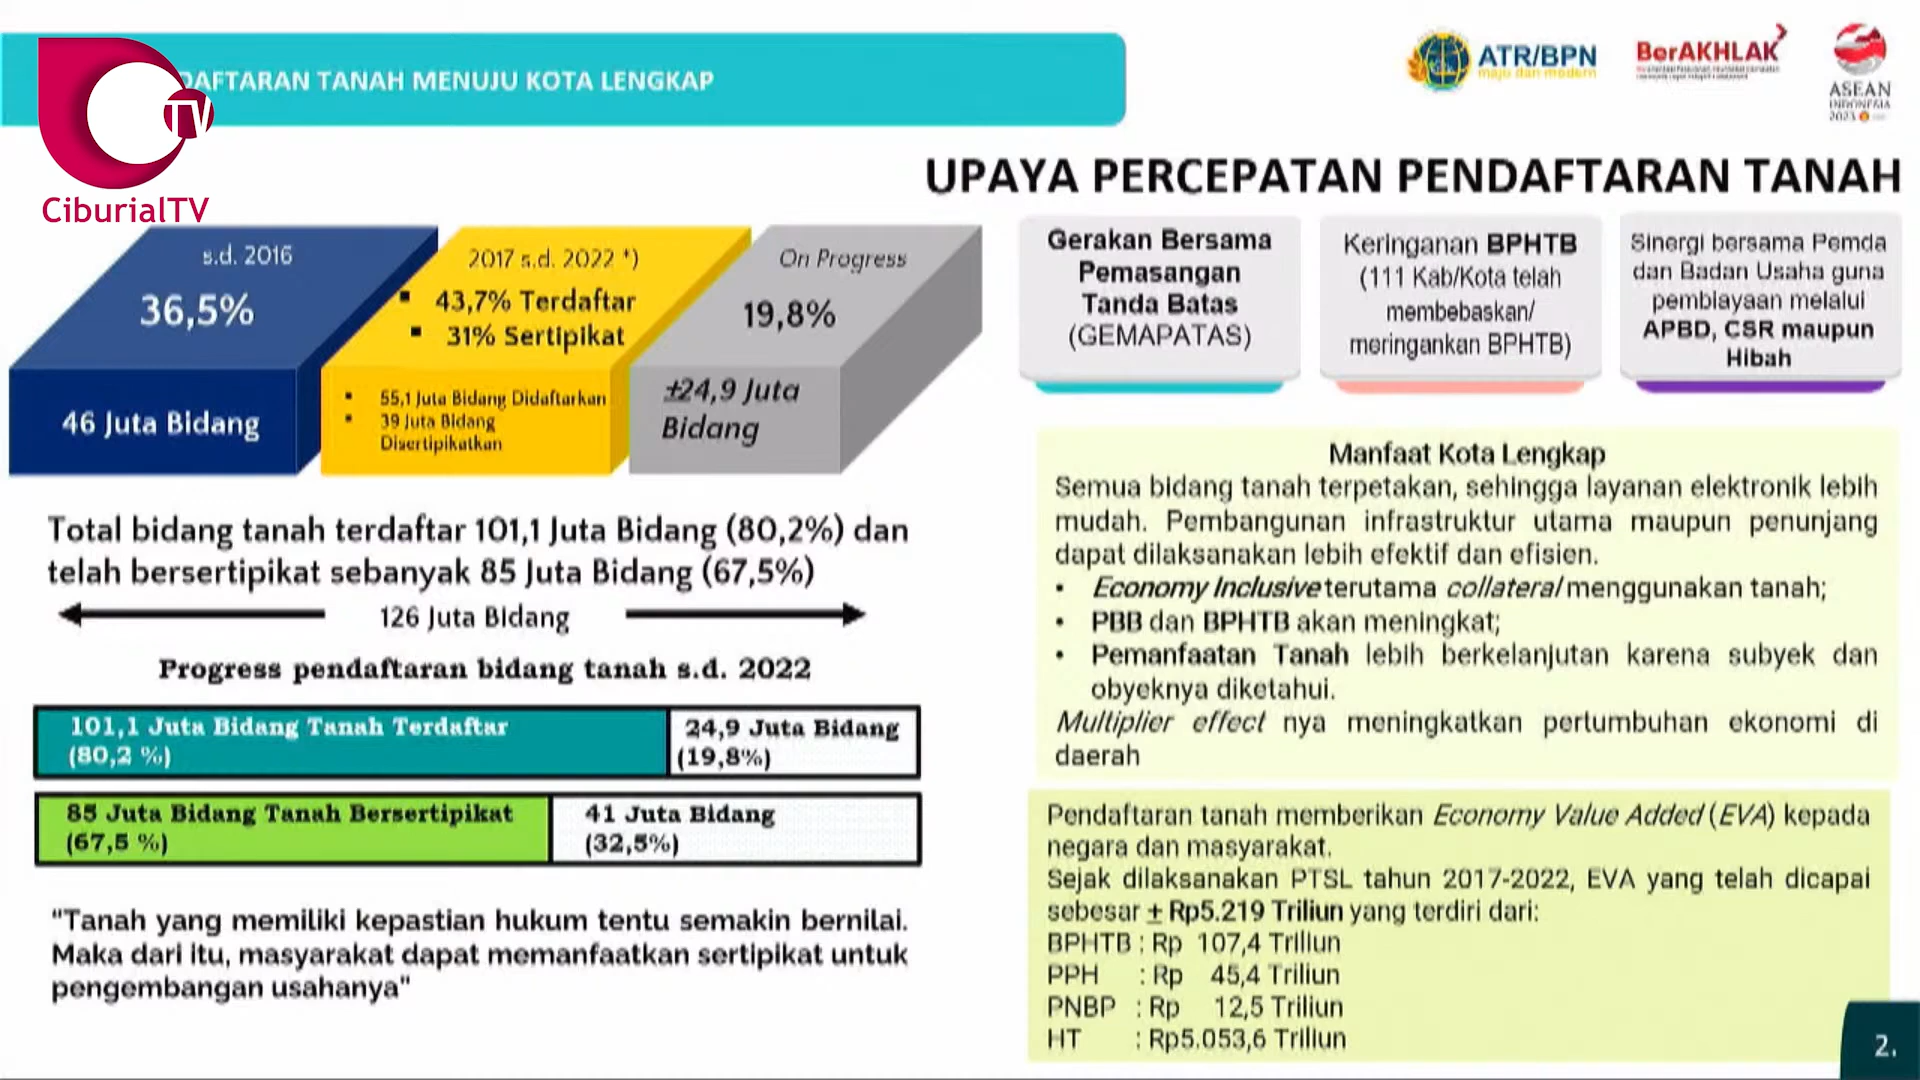 DAFTARAN TANAH MENUJU KOTA LENGKAP
TV
CiburialTV
ATR/BPN
maju dan modern
BerAKHLAK
ASEAN
INDONESIA
2023
UPAYA PERCEPATAN PENDAFTARAN TANAH
s.d. 2016
36,5%
46 Juta Bidang
2017 s.d. 2022 *)
▪ 43,7% Terdaftar
▪ 31% Sertipikat
• 55,1 Juta Bidang Didaftarkan
• 39 Juta Bidang
Disertipikatkan
On Progress
19,8%
±24,9 Juta
Bidang
Gerakan Bersama
Pemasangan
Tanda Batas
(GEMAPATAS)
Keringanan BPHTB
(111 Kab/Kota telah
membebaskan/
meringankan BPHTB)
Sinergi bersama Pemda
dan Badan Usaha guna
pembiayaan melalui
APBD, CSR maupun
Hibah
Total bidang tanah terdaftar 101,1 Juta Bidang (80,2%) dan
telah bersertipikat sebanyak 85 Juta Bidang (67,5%)
126 Juta Bidang
Progress pendaftaran bidang tanah s.d. 2022
101,1 Juta Bidang Tanah Terdaftar
(80,2 %)
24,9 Juta Bidang
(19,8%)
85 Juta Bidang Tanah Bersertipikat
(67,5 %)
41 Juta Bidang
(32,5%)
"Tanah yang memiliki kepastian hukum tentu semakin bernilai.
Maka dari itu, masyarakat dapat memanfaatkan sertipikat untuk
pengembangan usahanya"
Manfaat Kota Lengkap
Semua bidang tanah terpetakan, sehingga layanan elektronik lebih
mudah. Pembangunan infrastruktur utama maupun penunjang
dapat dilaksanakan lebih efektif dan efisien.
• Economy Inclusive terutama collateral menggunakan tanah;
• PBB dan BPHTB akan meningkat;
• Pemanfaatan Tanah lebih berkelanjutan karena subyek dan
obyeknya diketahui.
Multiplier effect nya meningkatkan pertumbuhan ekonomi di
daerah
Pendaftaran tanah memberikan Economy Value Added (EVA) kepada
negara dan masyarakat.
Sejak dilaksanakan PTSL tahun 2017-2022, EVA yang telah dicapai
sebesar ± Rp5.219 Triliun yang terdiri dari:
BPHTB : Rp 107,4 Triliun
PPH : Rp 45,4 Triliun
PNBP : Rp 12,5 Triliun
HT : Rp5.053,6 Triliun
2.